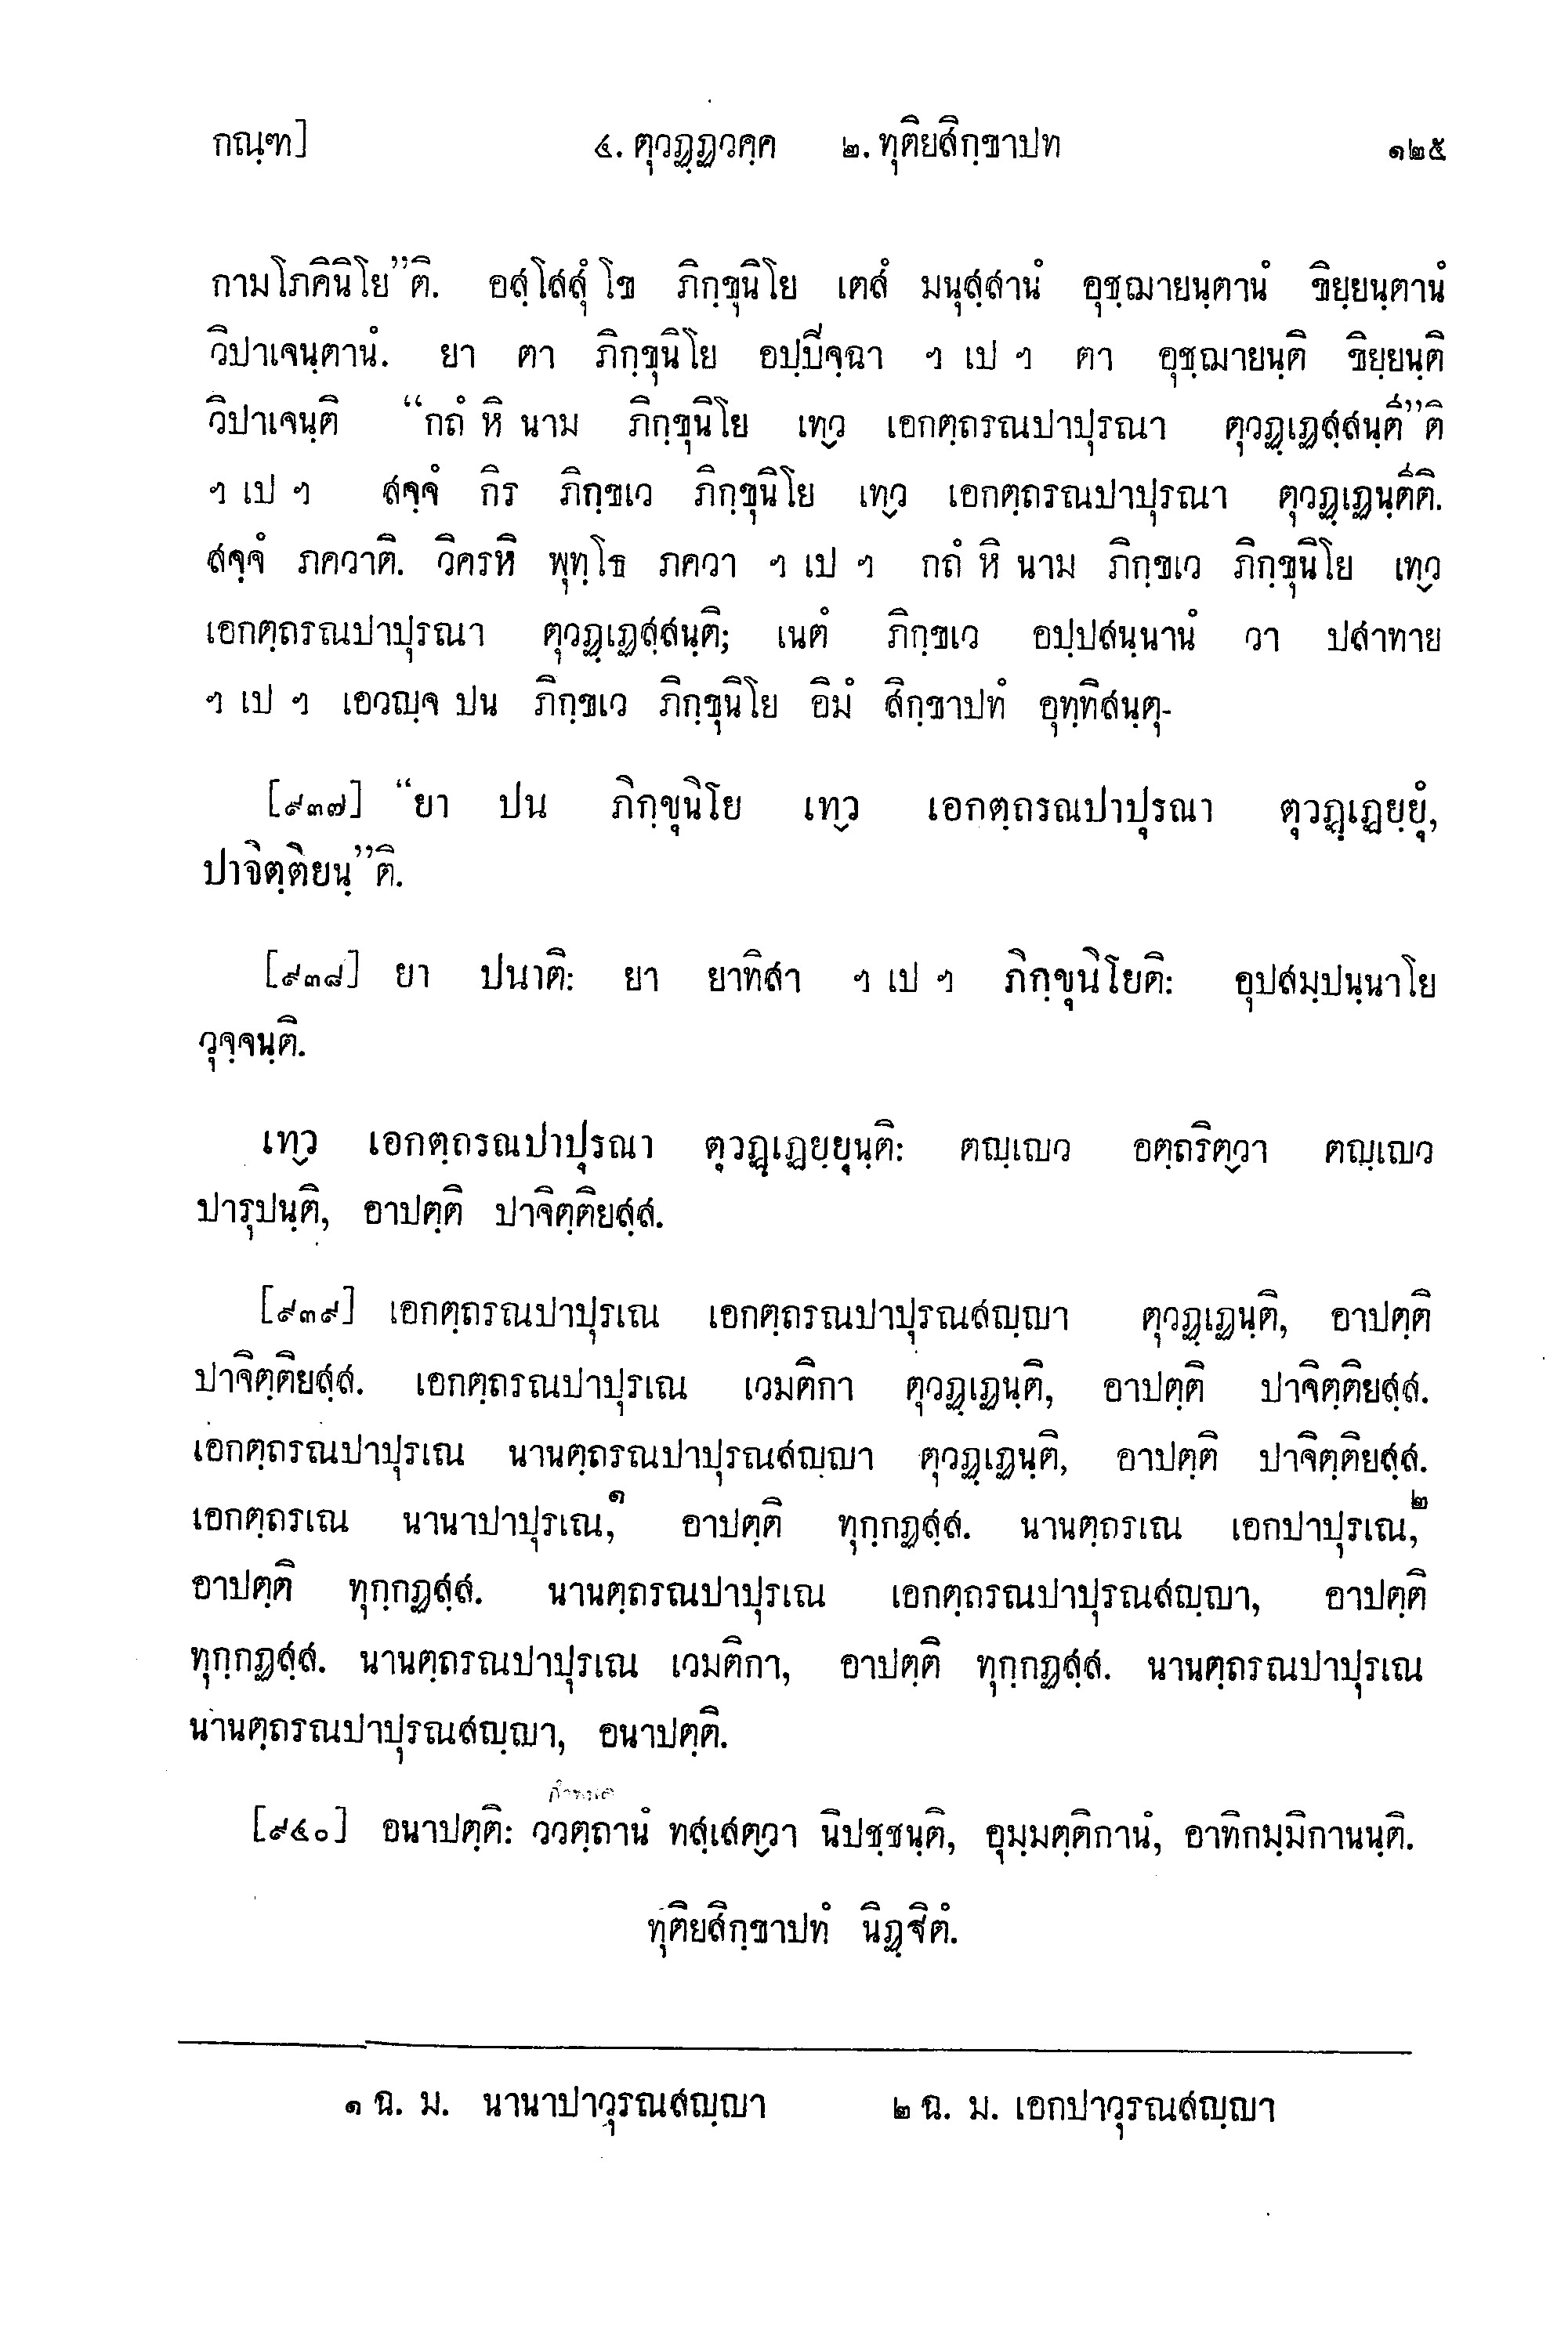 กณฺฑ]	๔. ตุวฏฺฏวคฺค ๒. ทุติยสิกฺขาปท	๑๒๕
กามโภคินิโย”ติ. อสฺโสสุํ โข ภิกฺขุนิโย เตสํ มนุสฺสานํ อุชฺฌายนฺตานํ ขิยฺยนฺตานํ
วิปาเจนฺตานํ. ยา ตา ภิกฺขุนิโย อปฺปิจฺฉา ฯ เป ฯ ตา อุชฺฌายนฺติ ขิยฺยนฺติ
วิปาเจนฺติ “กถํ หิ นาม ภิกฺขุนิโย เทฺว เอกตฺถรณปาปุรณา ตุวฏฺเฏสฺสนฺตี”ติ
ฯ เป ฯ สจฺจํ กิร ภิกฺขเว ภิกฺขุนิโย เทฺว เอกตฺถรณปาปุรณา ตุวฏฺเฏนฺตีติ.
สจฺจํ ภควาติ. วิครหิ พุทฺโธ ภควา ฯ เป ฯ กถํ หิ นาม ภิกฺขเว ภิกฺขุนิโย เทฺว
เอกตฺถรณปาปุรณา ตุวฏฺเฏสฺสนฺติ; เนตํ ภิกฺขเว อปฺปสนฺนานํ วา ปสาทาย
ฯ เป ฯ เอวญฺจ ปน ภิกฺขเว ภิกฺขุนิโย อิมํ สิกฺขาปทํ อุทฺทิสนฺตุ-
[๙๓๗] “ยา ปน ภิกฺขุนิโย เทฺว เอกตฺถรณปาปุรณา ตุวฏฺเฏยฺยุํ,
ปาจิตฺติยนฺ”ติ.
[๙๓๘] ยา ปนาติ: ยา ยาทิสา ฯ เป ฯ ภิกฺขุนิโยติ: อุปสมฺปนฺนาโย
วุจฺจนฺติ.
เทฺว เอกตฺถรณปาปุรณา ตุวฏฺเฏยฺยุนฺติ: ตญฺเญว อตฺถริตฺวา ตญฺเญว
ปารุปนฺติ, อาปตฺติ ปาจิตฺติยสฺส.
[๙๓๙] เอกตฺถรณปาปุรเณ เอกตฺถรณปาปุรณสญฺญา ตุวฏฺเฏนฺติ, อาปตฺติ
ปาจิตฺติยสฺส. เอกตฺถรณปาปุรเณ เวมติกา ตุวฏฺเฏนฺติ, อาปตฺติ ปาจิตฺติยสฺส.
เอกตฺถรณปาปุรเณ นานตฺถรณปาปุรณสญฺญา ตุวฏฺเฏนฺติ, อาปตฺติ ปาจิตฺติยสฺส.
เอกตฺถรเณ นานาปาปุรเณ,๑ อาปตฺติ ทุกฺกฏสฺส. นานตฺถรเณ เอกปาปุรเณ,๒
อาปตฺติ ทุกฺกฏสฺส. นานตฺถรณปาปุรเณ เอกตฺถรณปาปุรณสญฺญา, อาปตฺติ
ทุกฺกฏสฺส. นานตฺถรณปาปุรเณ เวมติกา, อาปตฺติ ทุกฺกฏสฺส. นานตฺถรณปาปุรเณ
นานตฺถรณปาปุรณสญฺญา, อนาปตฺติ.
[๙๔๐] อนาปตฺติ: ววตฺถานํ ทสฺเสตฺวา นิปชฺชนฺติ, อุมฺมตฺติกานํ, อาทิกมฺมิกานนฺติ.
ทุติยสิกฺขาปทํ นิฏฺฐิตํ.
๑ ฉ. ม. นานาปาวุรณสญฺญา	๒ ฉ. ม. เอกปาวุรณสญฺญา